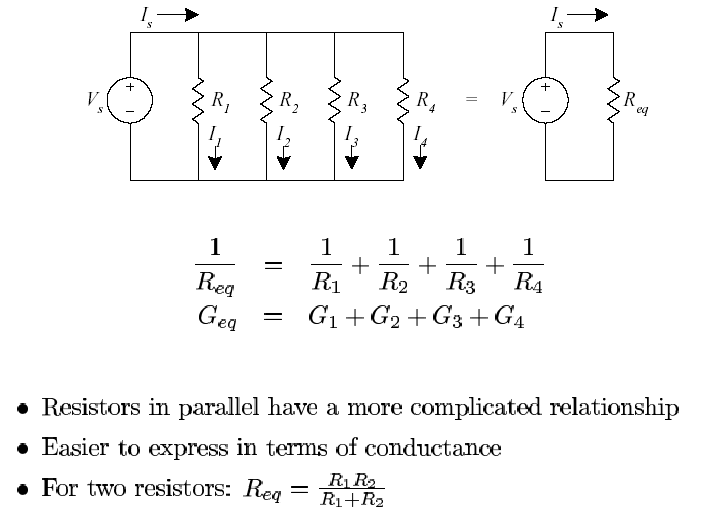 I_s I_s
V_s + − R_1 R_2 R_3 R_4 = V_s + − R_eq
I_1 I_2 I_3 I_4
1/R_eq = 1/R_1 + 1/R_2 + 1/R_3 + 1/R_4
G_eq = G_1 + G_2 + G_3 + G_4
• Resistors in parallel have a more complicated relationship
• Easier to express in terms of conductance
• For two resistors: R_eq = R_1R_2/R_1+R_2